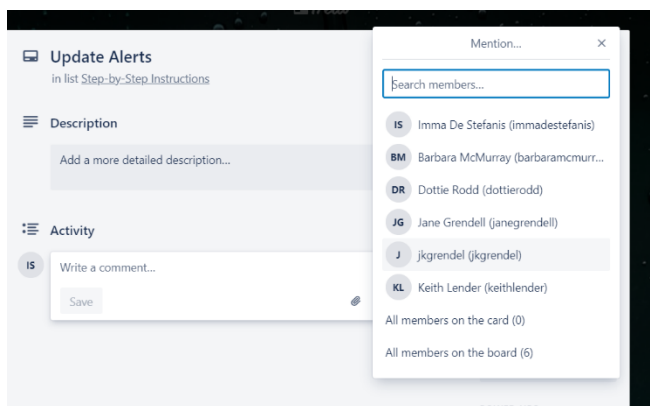 Update Alerts
in list Step-by-Step Instructions
Description
Add a more detailed description...
Activity
IS
Write a comment...
Save
Mention...
Search members...
IS Imma De Stefanis (immadestefanis)
BM Barbara McMurray (barbaramcmurr...
DR Dottie Rodd (dottierodd)
JG Jane Grendell (janegrendell)
J jkgrendel (jkgrendel)
KL Keith Lender (keithlender)
All members on the card (0)
All members on the board (6)